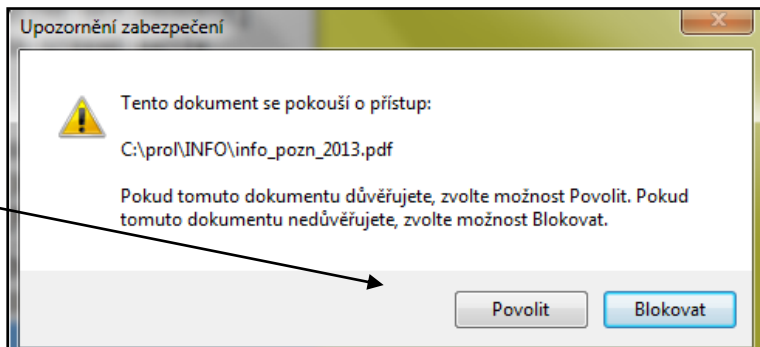 Upozornění zabezpečení
Tento dokument se pokouší o přístup:
C:\prol\INFO\info_pozn_2013.pdf
Pokud tomuto dokumentu důvěřujete, zvolte možnost Povolit. Pokud
tomuto dokumentu nedůvěřujete, zvolte možnost Blokovat.
Povolit
Blokovat